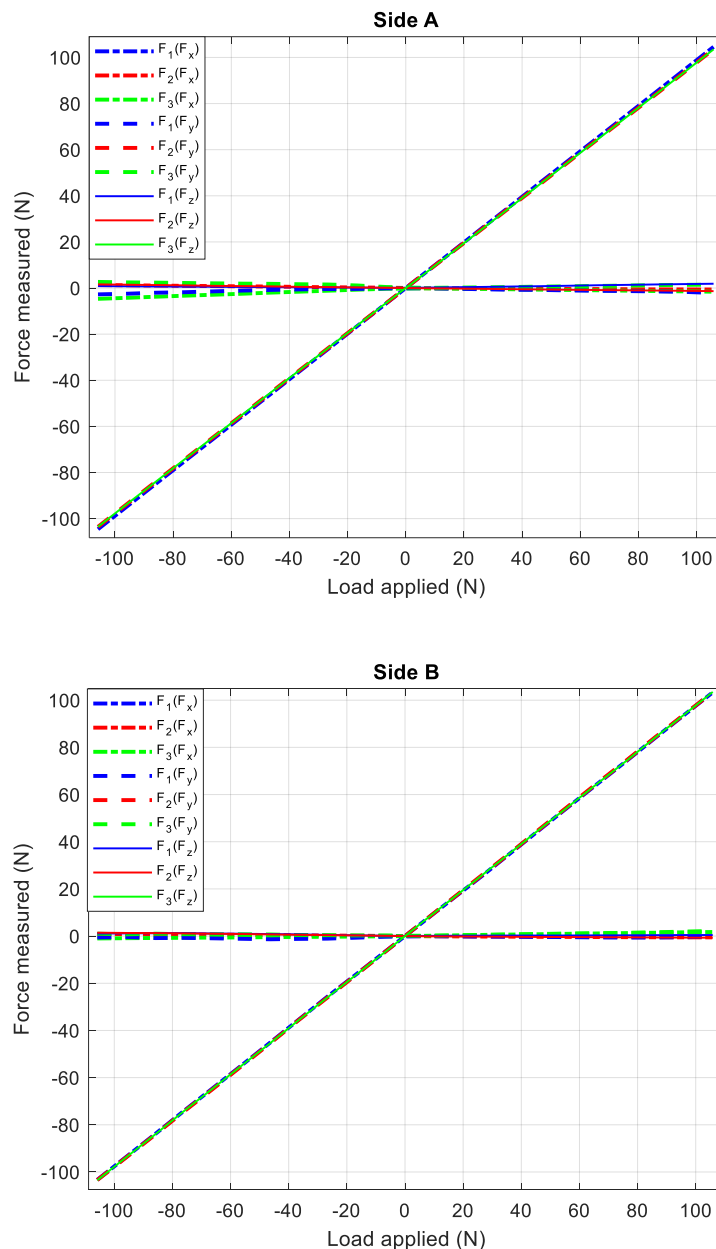 Side A
F1(Fx)
F2(Fx)
F3(Fx)
F1(Fy)
F2(Fy)
F3(Fy)
F1(Fz)
F2(Fz)
F3(Fz)
100
80
60
40
20
0
-20
-40
-60
-80
-100
Force measured (N)
-100 -80 -60 -40 -20 0 20 40 60 80 100
Load applied (N)
Side B
F1(Fx)
F2(Fx)
F3(Fx)
F1(Fy)
F2(Fy)
F3(Fy)
F1(Fz)
F2(Fz)
F3(Fz)
100
80
60
40
20
0
-20
-40
-60
-80
-100
Force measured (N)
-100 -80 -60 -40 -20 0 20 40 60 80 100
Load applied (N)